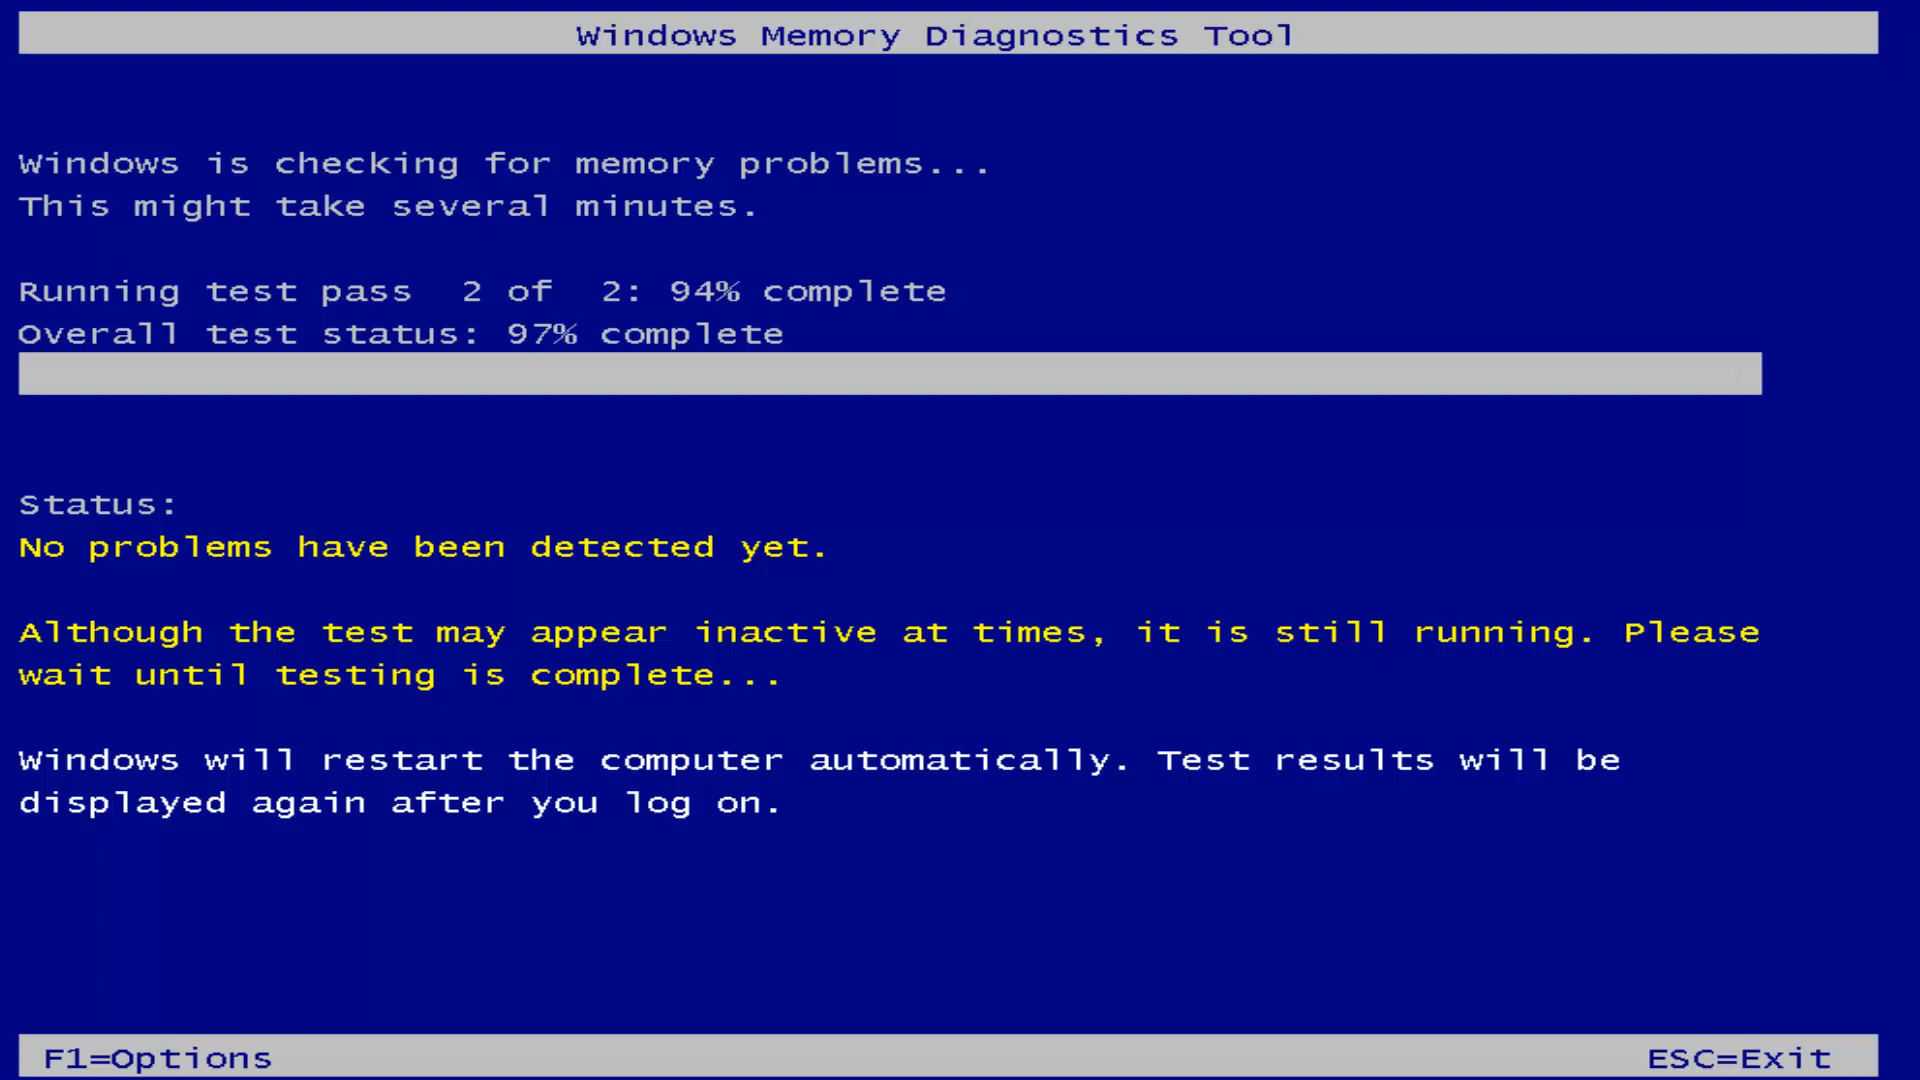 Windows Memory Diagnostics Tool
Windows is checking for memory problems...
This might take several minutes.
Running test pass  2 of  2: 94% complete
Overall test status: 97% complete
Status:
No problems have been detected yet.
Although the test may appear inactive at times, it is still running. Please
wait until testing is complete...
Windows will restart the computer automatically. Test results will be
displayed again after you log on.
F1=Options ESC=Exit